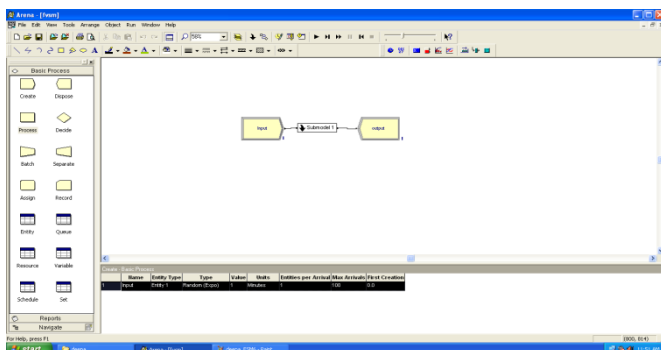 Arena - [fvsm]
File Edit View Tools Arrange Object Run Window Help
58%
Basic Process
Create Dispose
Process Decide
Batch Separate
Assign Record
Entity Queue
Resource Variable
Schedule Set
Reports
Navigate
Input
Submodel 1
output
Create - Basic Process
Name Entity Type Type Value Units Entities per Arrival Max Arrivals First Creation
1 Input Entity 1 Random (Expo) 1 Minutes 1 100 0.0
For Help, press F1
start